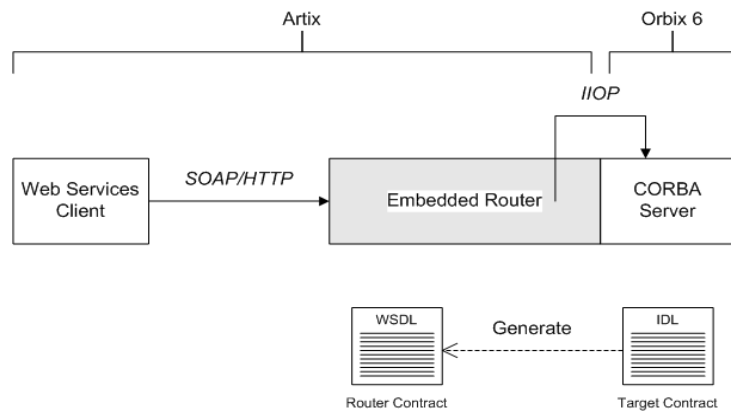 Artix
Orbix 6
IIOP
SOAP/HTTP
Web Services
Client
Embedded Router
CORBA
Server
WSDL
Generate
IDL
Router Contract
Target Contract